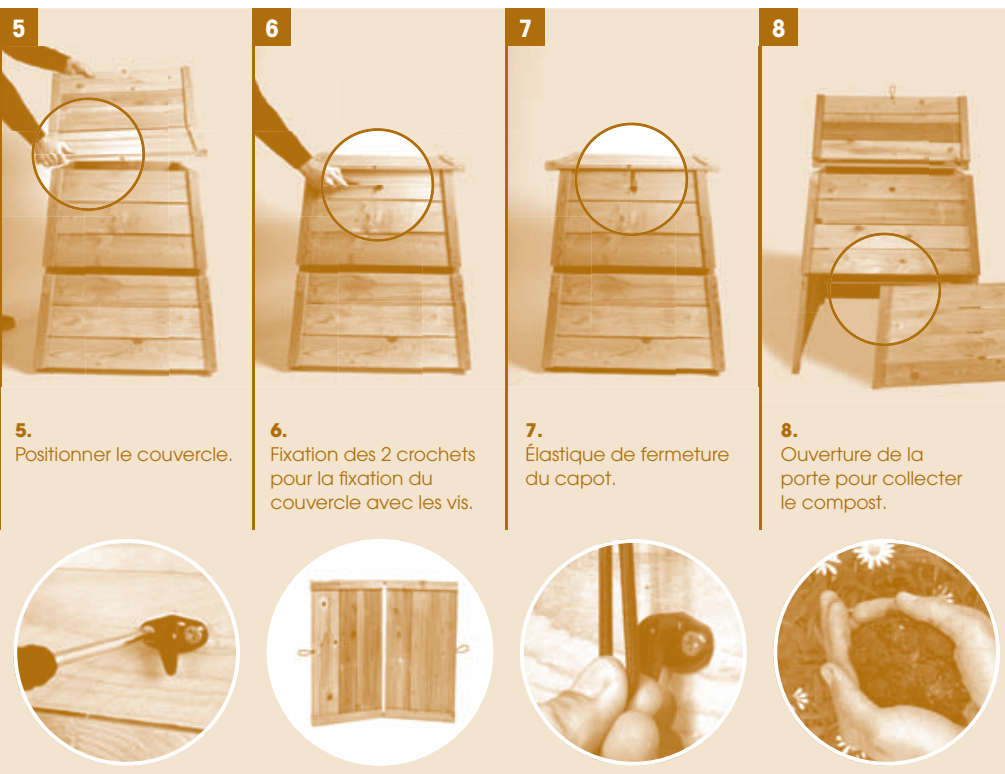 5
6
7
8
5.
Positionner le couvercle.
6.
Fixation des 2 crochets
pour la fixation du
couvercle avec les vis.
7.
Élastique de fermeture
du capot.
8.
Ouverture de la
porte pour collecter
le compost.